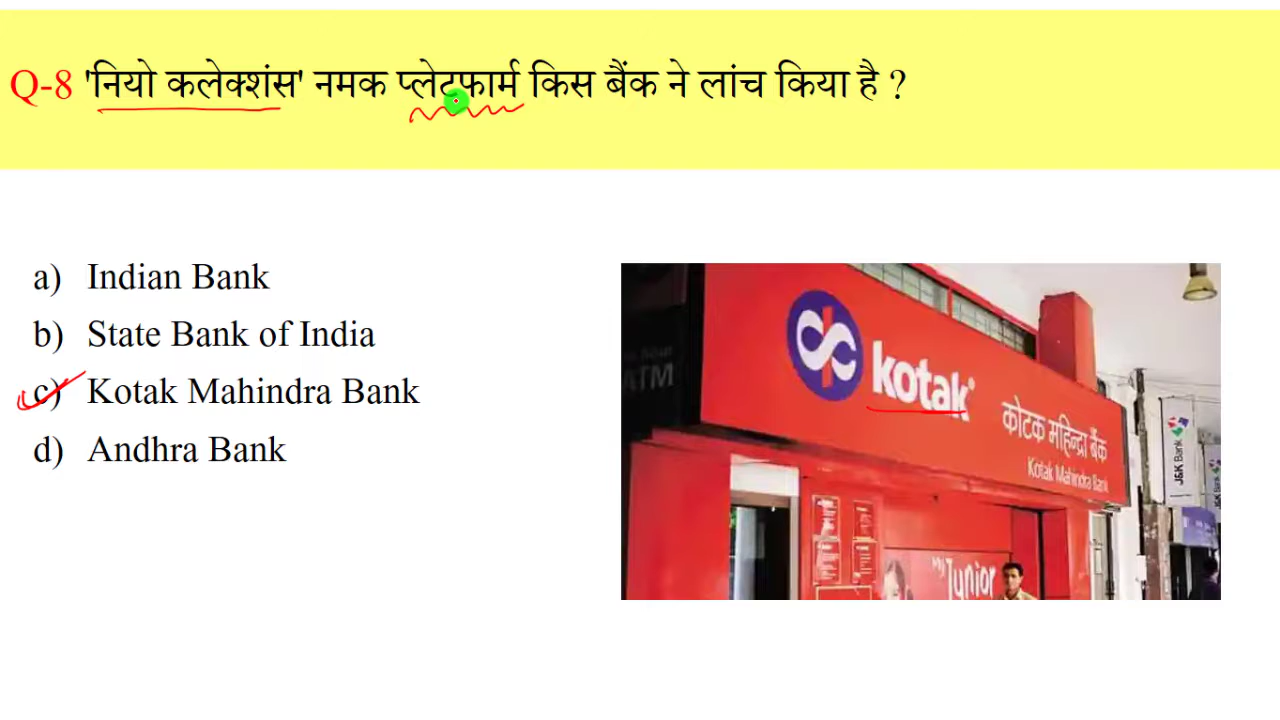 Q-8 'नियो कलेक्शंस' नमक प्लेटफार्म किस बैंक ने लांच किया है ?
a) Indian Bank
b) State Bank of India
c) Kotak Mahindra Bank
d) Andhra Bank
ATM
kotak
कोटक महिन्द्रा बैंक
Kotak Mahindra Bank
J&K Bank
My Junior